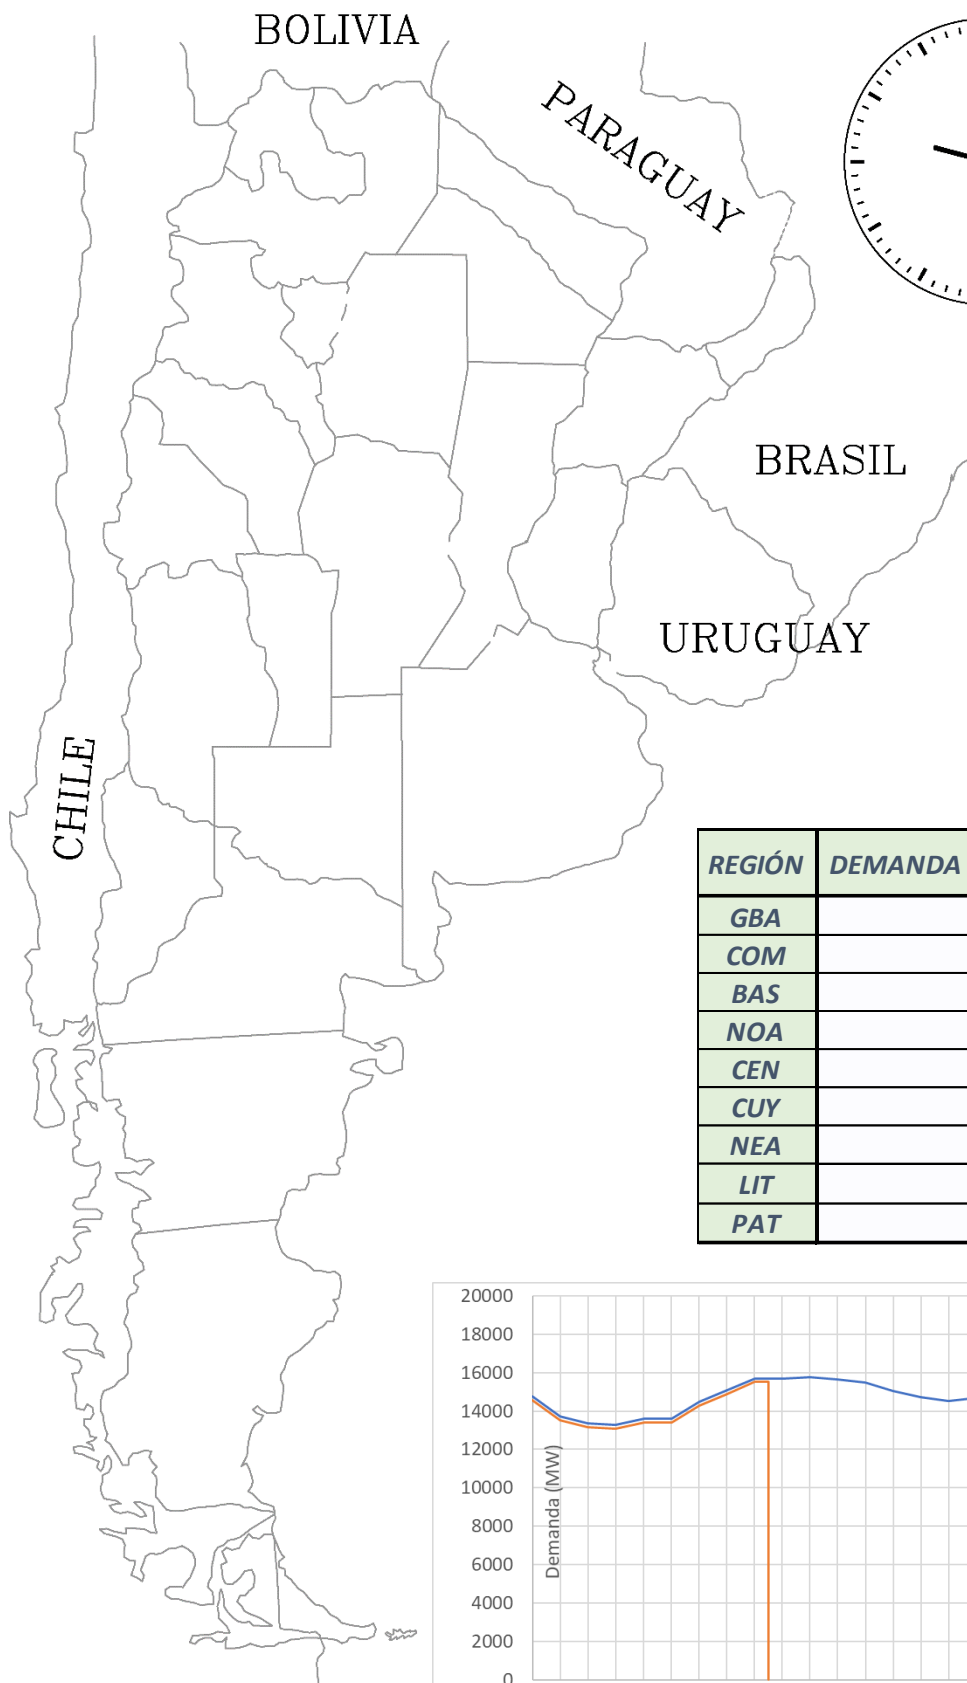 BOLIVIA
PARAGUAY
BRASIL
URUGUAY
CHILE
REGIÓN DEMANDA
GBA
COM
BAS
NOA
CEN
CUY
NEA
LIT
PAT
20000
18000
16000
14000
12000
10000
8000
6000
4000
2000
0
Demanda (MW)